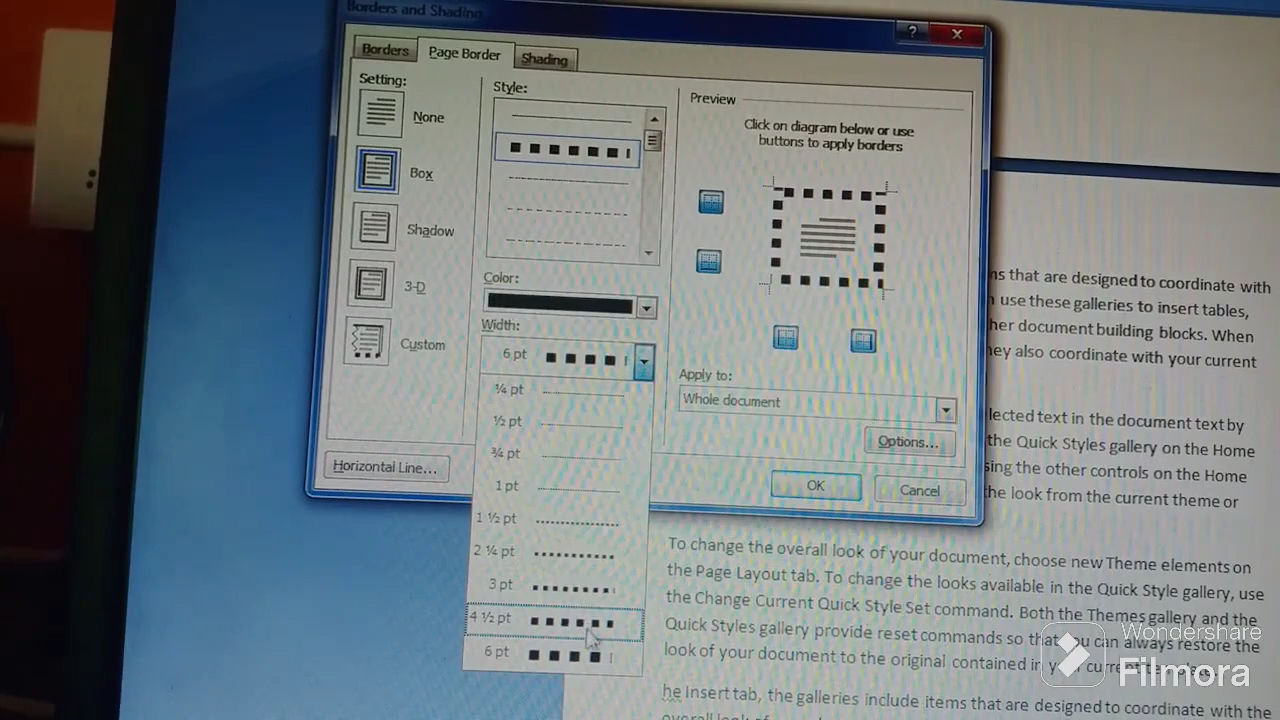 Borders and Shading
?
Borders
Page Border
Shading
Setting:
None
Box
Shadow
3-D
Custom
Horizontal Line...
Style:
Color:
Width:
6 pt
¼ pt
½ pt
¾ pt
1 pt
1 ½ pt
2 ¼ pt
3 pt
4 ½ pt
6 pt
Preview
Click on diagram below or use
buttons to apply borders
Apply to:
Whole document
Options...
OK
Cancel
that are designed to coordinate with
use these galleries to insert tables,
document building blocks. When
also coordinate with your current
text in the document text by
the Quick Styles gallery on the Home
the other controls on the Home
the look from the current theme or
To change the overall look of your document, choose new Theme elements on
the Page Layout tab. To change the looks available in the Quick Style gallery, use
the Change Current Quick Style Set command. Both the Themes gallery and the
Quick Styles gallery provide reset commands so that you can always restore the
look of your document to the original contained in your current
he Insert tab, the galleries include items that are designed to coordinate with the
overall look of
Wondershare
Filmora